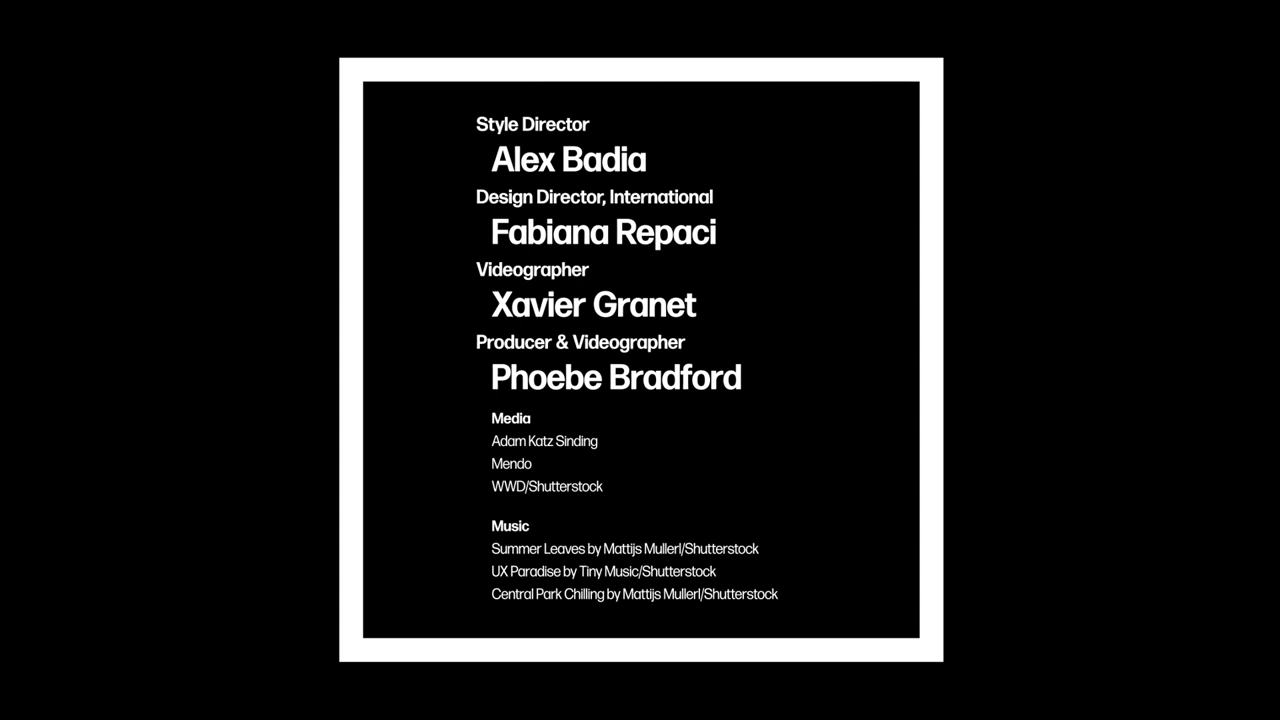 Style Director
Alex Badia
Design Director, International
Fabiana Repaci
Videographer
Xavier Granet
Producer & Videographer
Phoebe Bradford
Media
Adam Katz Sinding
Mendo
WWD/Shutterstock
Music
Summer Leaves by Mattijs Mullerl/Shutterstock
UX Paradise by Tiny Music/Shutterstock
Central Park Chilling by Mattijs Mullerl/Shutterstock